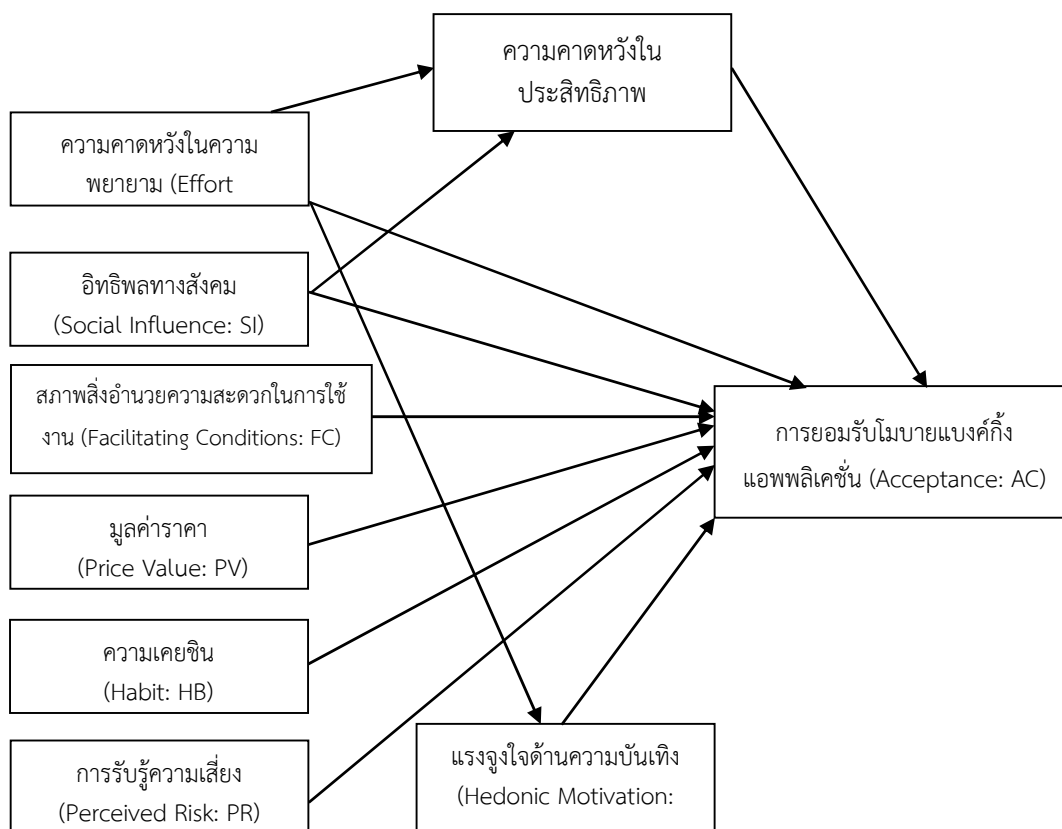 ความคาดหวังใน
ประสิทธิภาพ
ความคาดหวังในความ
พยายาม (Effort
อิทธิพลทางสังคม
(Social Influence: SI)
สภาพสิ่งอำนวยความสะดวกในการใช้
งาน (Facilitating Conditions: FC)
การยอมรับโมบายแบงค์กิ้ง
แอพพลิเคชั่น (Acceptance: AC)
มูลค่าราคา
(Price Value: PV)
ความเคยชิน
(Habit: HB)
การรับรู้ความเสี่ยง
(Perceived Risk: PR)
แรงจูงใจด้านความบันเทิง
(Hedonic Motivation: